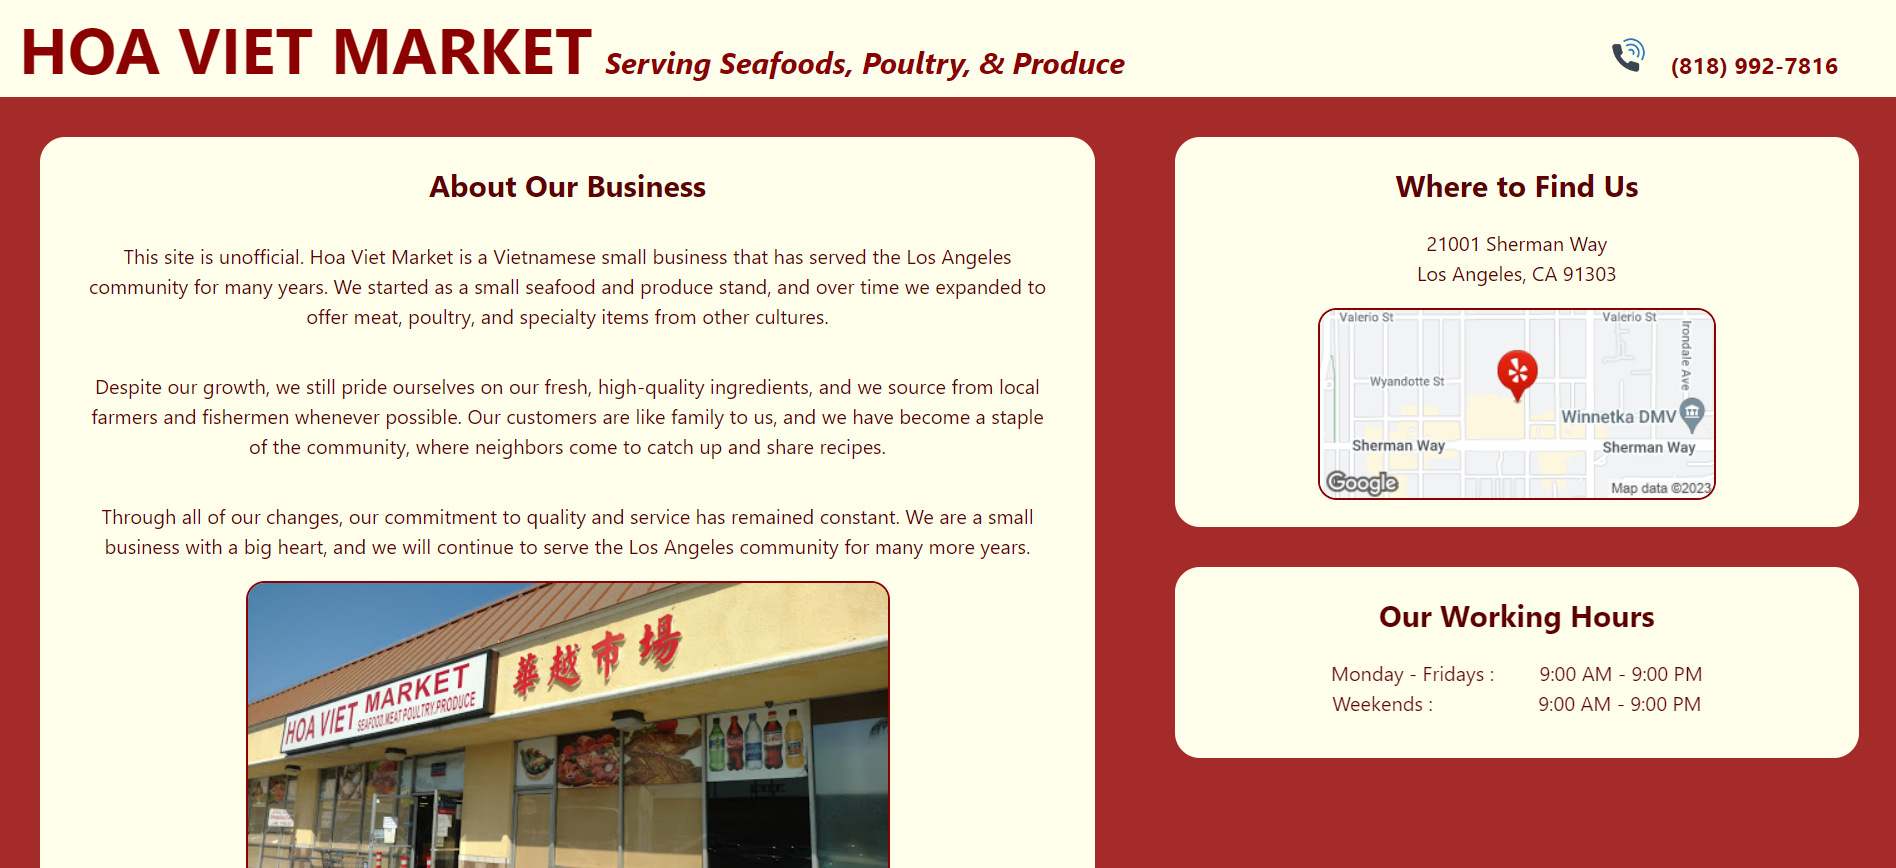 HOA VIET MARKET Serving Seafoods, Poultry, & Produce
(818) 992-7816
About Our Business
This site is unofficial. Hoa Viet Market is a Vietnamese small business that has served the Los Angeles
community for many years. We started as a small seafood and produce stand, and over time we expanded to
offer meat, poultry, and specialty items from other cultures.
Despite our growth, we still pride ourselves on our fresh, high-quality ingredients, and we source from local
farmers and fishermen whenever possible. Our customers are like family to us, and we have become a staple
of the community, where neighbors come to catch up and share recipes.
Through all of our changes, our commitment to quality and service has remained constant. We are a small
business with a big heart, and we will continue to serve the Los Angeles community for many more years.
華越市場
HOA VIET MARKET
SEAFOOD.MEAT POULTRY.PRODUCE
Where to Find Us
21001 Sherman Way
Los Angeles, CA 91303
Valerio St
Valerio St
Irondale Ave
Wyandotte St
Winnetka DMV
Sherman Way
Sherman Way
Google
Map data ©2023
Our Working Hours
Monday - Fridays : 9:00 AM - 9:00 PM
Weekends : 9:00 AM - 9:00 PM